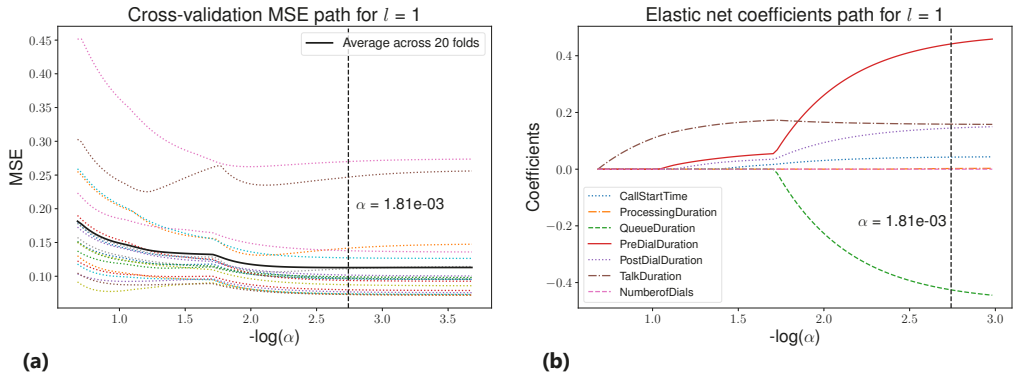 Cross-validation MSE path for l = 1
Average across 20 folds
MSE
0.45
0.40
0.35
0.30
0.25
0.20
0.15
0.10
α = 1.81e-03
1.0
1.5
2.0
2.5
3.0
3.5
-log(α)
(a)
Elastic net coefficients path for l = 1
Coefficients
0.4
0.2
0.0
−0.2
−0.4
CallStartTime
ProcessingDuration
QueueDuration
PreDialDuration
PostDialDuration
TalkDuration
NumberofDials
α = 1.81e-03
1.0
1.5
2.0
2.5
3.0
-log(α)
(b)